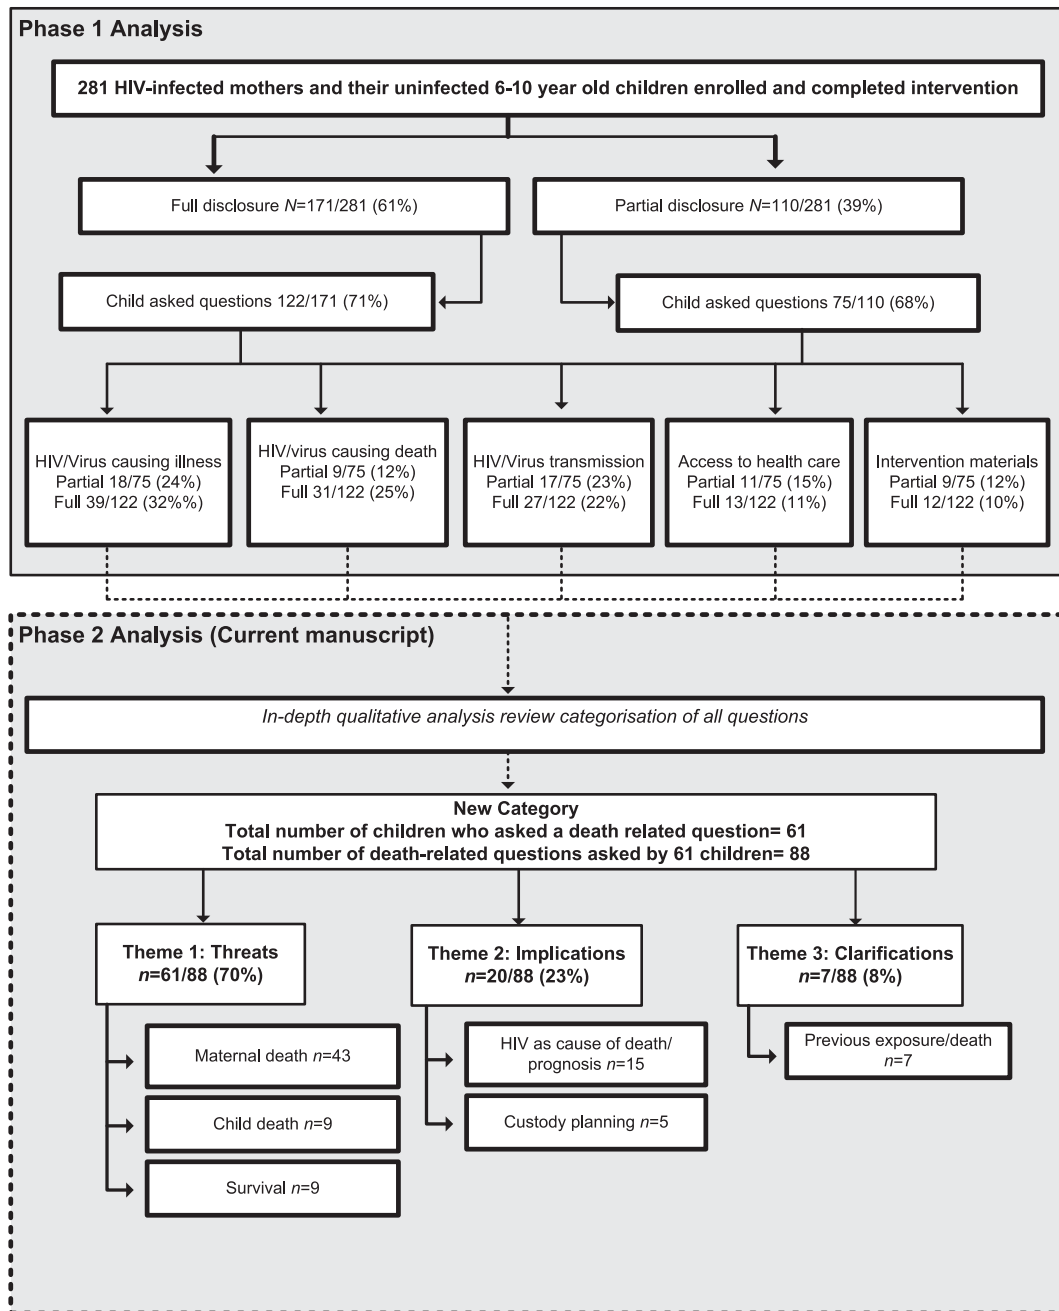 Phase 1 Analysis
281 HIV-infected mothers and their uninfected 6-10 year old children enrolled and completed intervention
Full disclosure N=171/281 (61%)
Partial disclosure N=110/281 (39%)
Child asked questions 122/171 (71%)
Child asked questions 75/110 (68%)
HIV/Virus causing illness
Partial 18/75 (24%)
Full 39/122 (32%%)
HIV/virus causing death
Partial 9/75 (12%)
Full 31/122 (25%)
HIV/Virus transmission
Partial 17/75 (23%)
Full 27/122 (22%)
Access to health care
Partial 11/75 (15%)
Full 13/122 (11%)
Intervention materials
Partial 9/75 (12%)
Full 12/122 (10%)
Phase 2 Analysis (Current manuscript)
In-depth qualitative analysis review categorisation of all questions
New Category
Total number of children who asked a death related question= 61
Total number of death-related questions asked by 61 children= 88
Theme 1: Threats
n=61/88 (70%)
Theme 2: Implications
n=20/88 (23%)
Theme 3: Clarifications
n=7/88 (8%)
Maternal death n=43
Child death n=9
Survival n=9
HIV as cause of death/
prognosis n=15
Custody planning n=5
Previous exposure/death
n=7